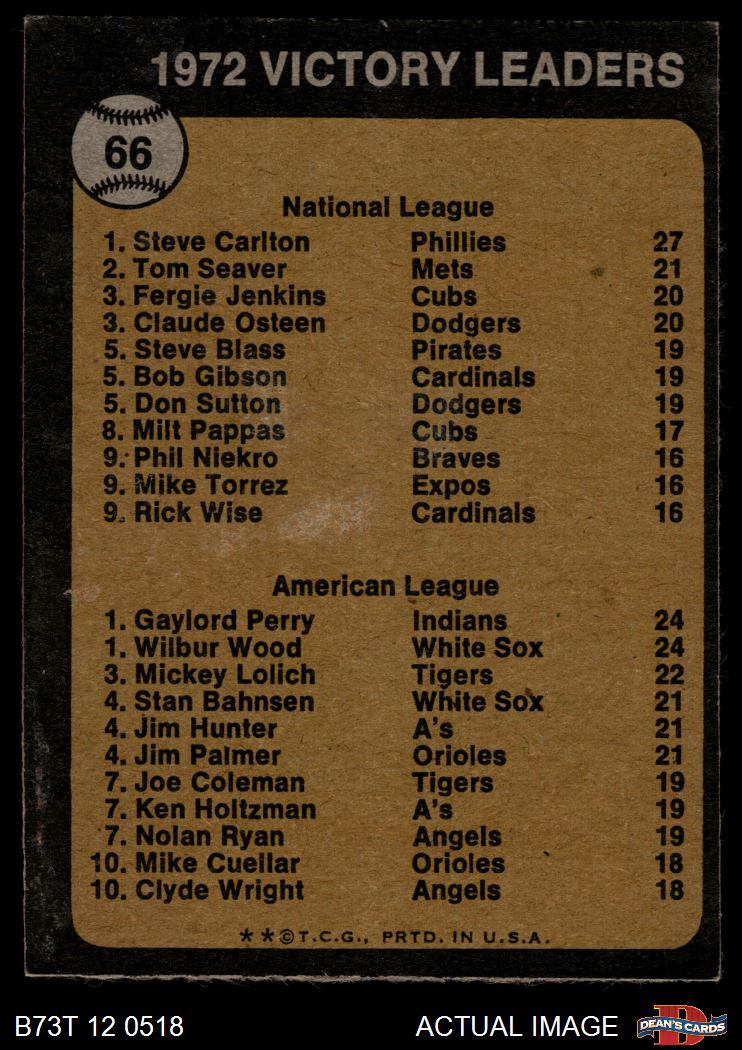 1972 VICTORY LEADERS
66
National League
1. Steve Carlton Phillies 27
2. Tom Seaver Mets 21
3. Fergie Jenkins Cubs 20
3. Claude Osteen Dodgers 20
5. Steve Blass Pirates 19
5. Bob Gibson Cardinals 19
5. Don Sutton Dodgers 19
8. Milt Pappas Cubs 17
9. Phil Niekro Braves 16
9. Mike Torrez Expos 16
9. Rick Wise Cardinals 16
American League
1. Gaylord Perry Indians 24
1. Wilbur Wood White Sox 24
3. Mickey Lolich Tigers 22
4. Stan Bahnsen White Sox 21
4. Jim Hunter A's 21
4. Jim Palmer Orioles 21
7. Joe Coleman Tigers 19
7. Ken Holtzman A's 19
7. Nolan Ryan Angels 19
10. Mike Cuellar Orioles 18
10. Clyde Wright Angels 18
**©T.C.G., PRTD. IN U.S.A.
B73T 12 0518 ACTUAL IMAGE DEAN'S CARDS